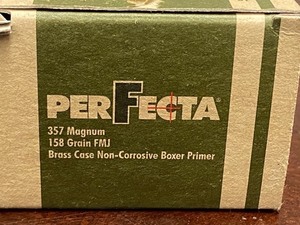 PERFECTA®
357 Magnum
158 Grain FMJ
Brass Case Non-Corrosive Boxer Primer